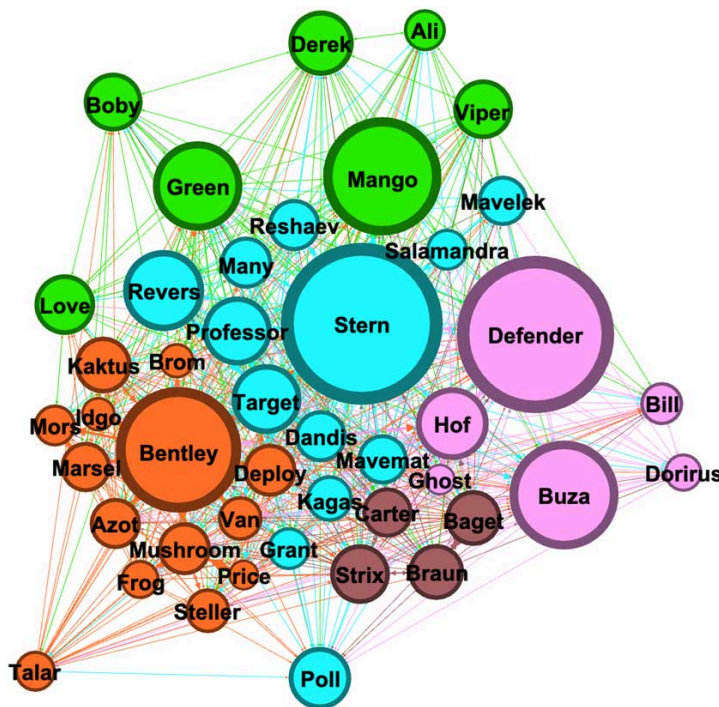 Ali
Derek
Boby
Viper
Green
Mango
Mavelek
Reshaev
Salamandra
Many
Revers
Love
Professor
Stern
Defender
Kaktus
Brom
Target
Bill
Idgo
Mors
Hof
Dandis
Bentley
Marsel
Deploy
Mavemat
Dorirus
Ghost
Buza
Kagas
Carter
Azot
Van
Baget
Mushroom
Grant
Frog
Price
Strix
Braun
Steller
Talar
Poll